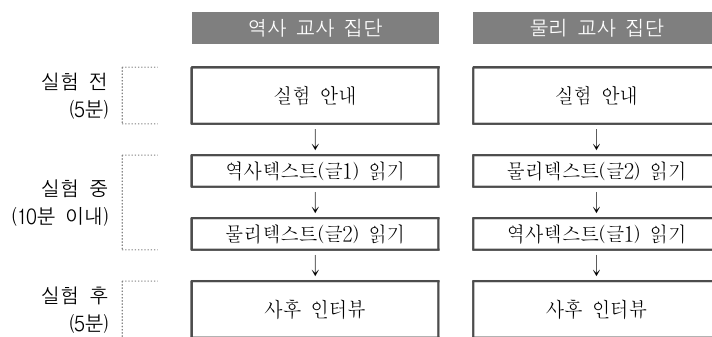 역사 교사 집단 물리 교사 집단
실험 전
(5분)
실험 안내 실험 안내
실험 중
(10분 이내)
역사텍스트(글1) 읽기 물리텍스트(글2) 읽기
물리텍스트(글2) 읽기 역사텍스트(글1) 읽기
실험 후
(5분)
사후 인터뷰 사후 인터뷰